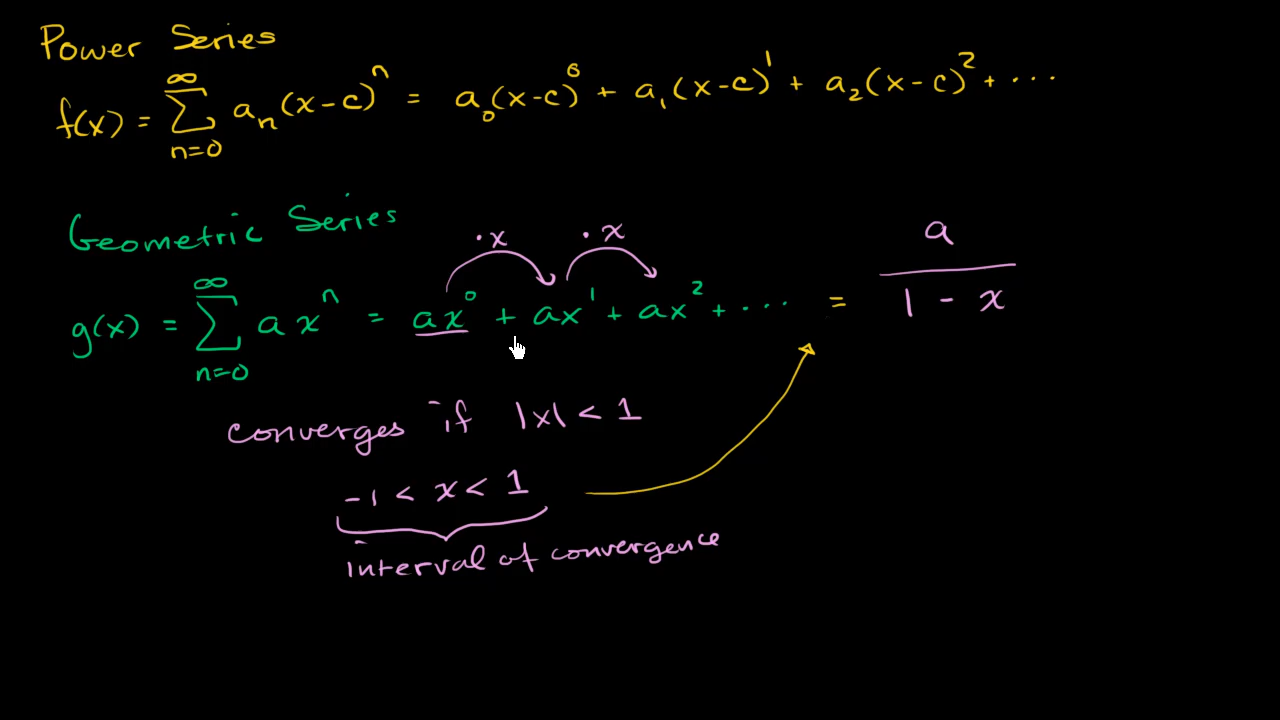 Power Series
f(x) = ∑_{n=0}^{∞} a_n (x-c)^n = a_0(x-c)^0 + a_1(x-c)^1 + a_2(x-c)^2 + ...
Geometric Series
·x ·x
g(x) = ∑_{n=0}^{∞} a x^n = ax^0 + ax^1 + ax^2 + ... = a/(1 - x)
converges if |x| < 1
-1 < x < 1
interval of convergence